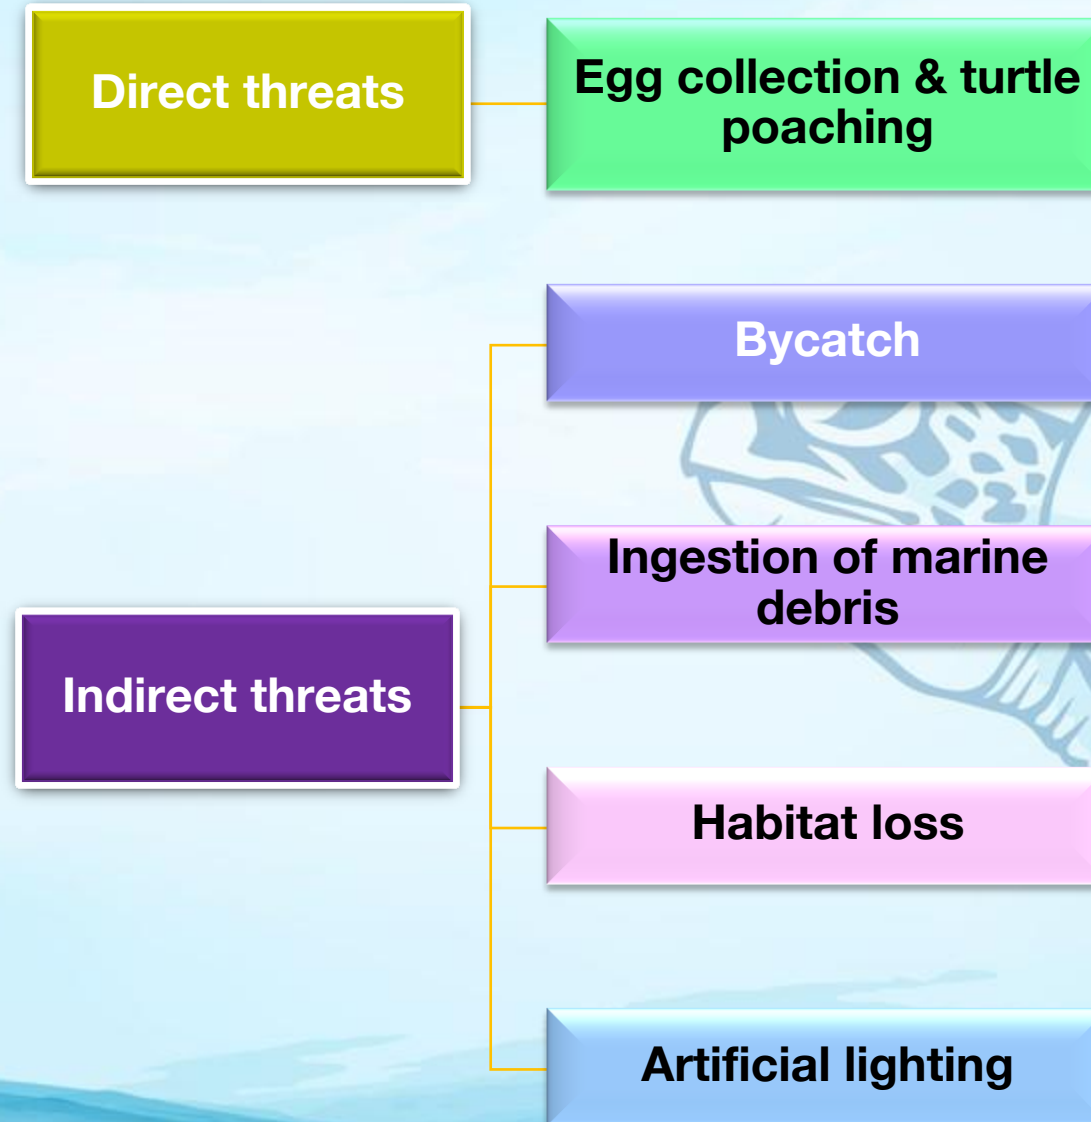 Direct threats
Egg collection & turtle
poaching
Indirect threats
Bycatch
Ingestion of marine
debris
Habitat loss
Artificial lighting